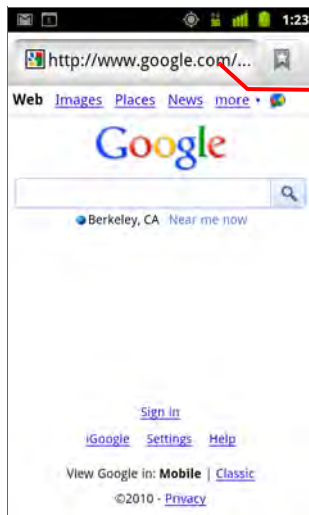 1:23
http://www.google.com/...
Web Images Places News more
Google
Berkeley, CA Near me now
Sign in
iGoogle Settings Help
View Google in: Mobile | Classic
©2010 - Privacy